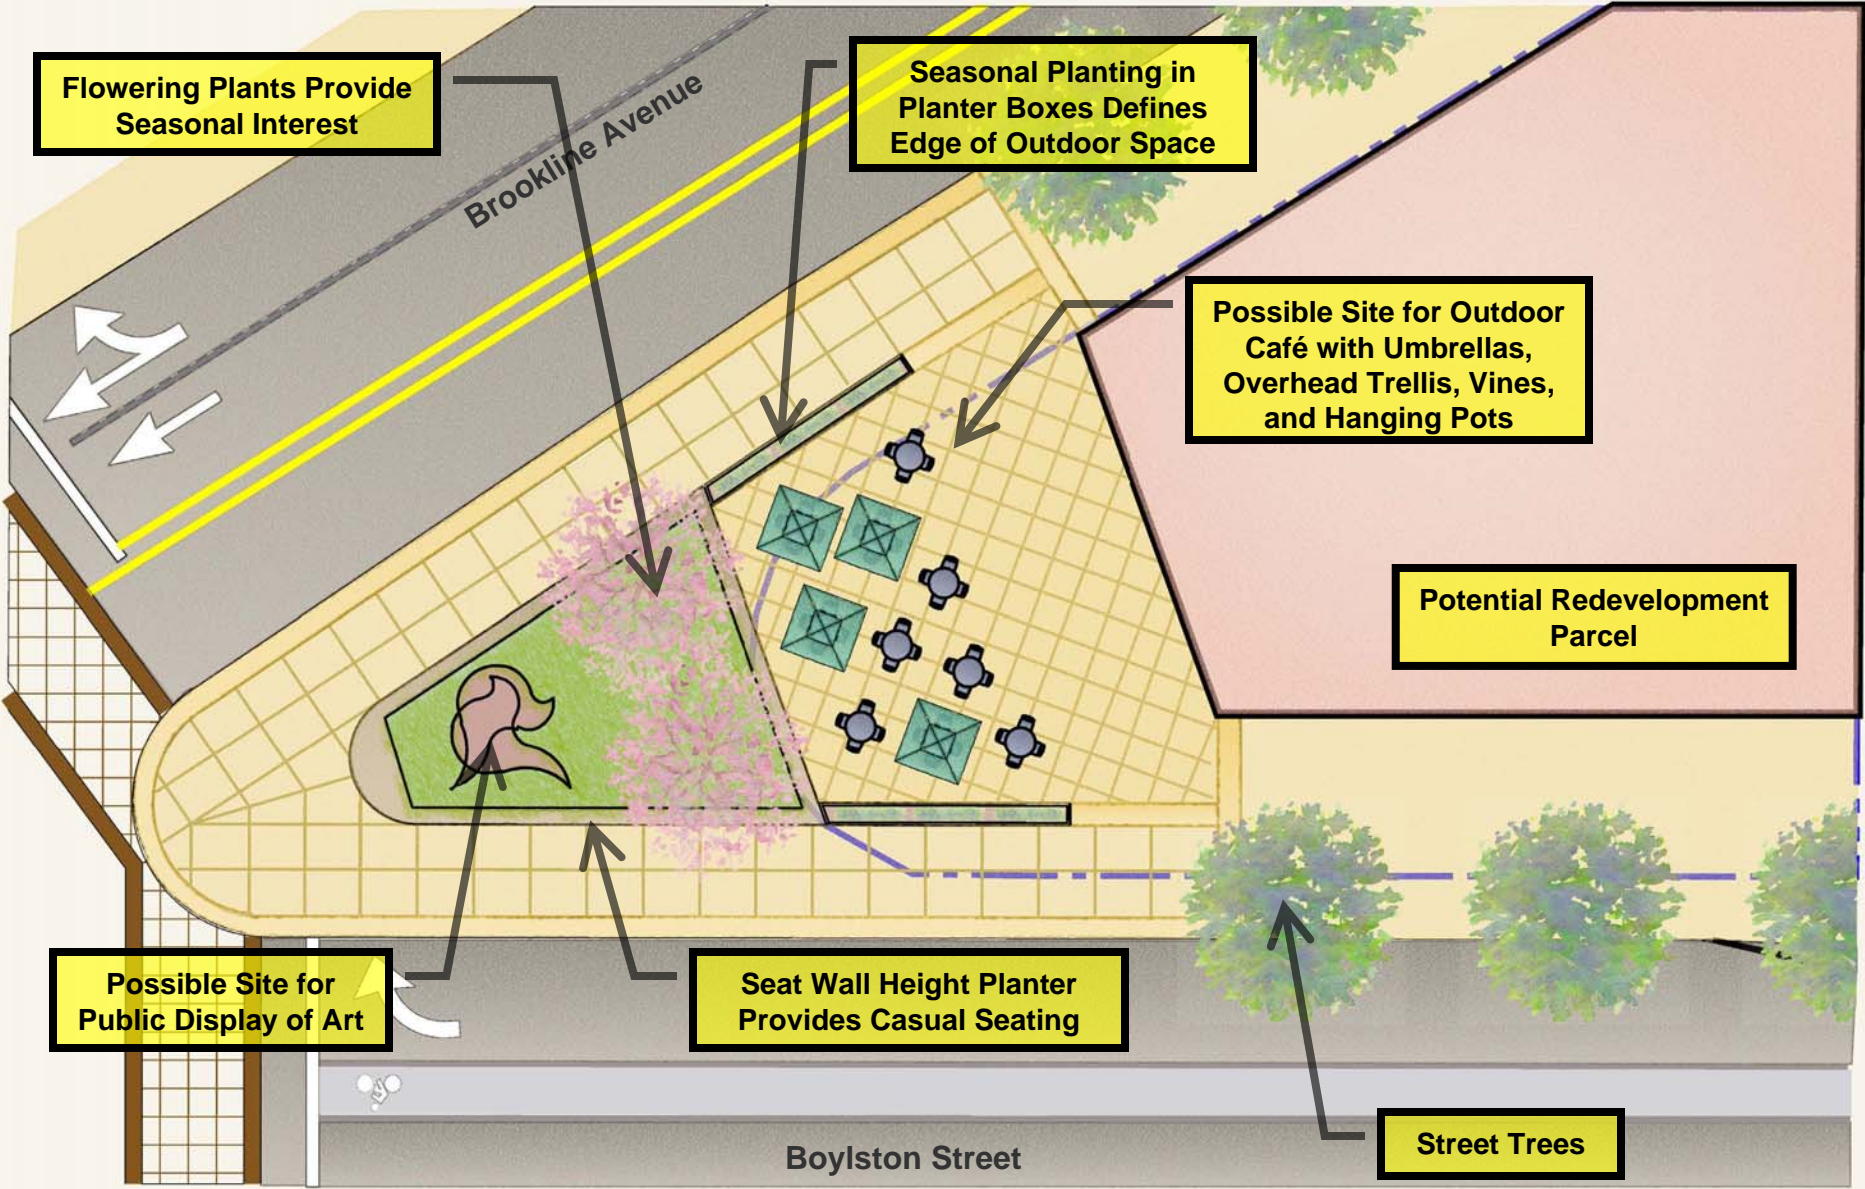 Flowering Plants Provide
Seasonal Interest
Brookline Avenue
Seasonal Planting in
Planter Boxes Defines
Edge of Outdoor Space
Possible Site for Outdoor
Café with Umbrellas,
Overhead Trellis, Vines,
and Hanging Pots
Potential Redevelopment
Parcel
Possible Site for
Public Display of Art
Seat Wall Height Planter
Provides Casual Seating
Street Trees
Boylston Street